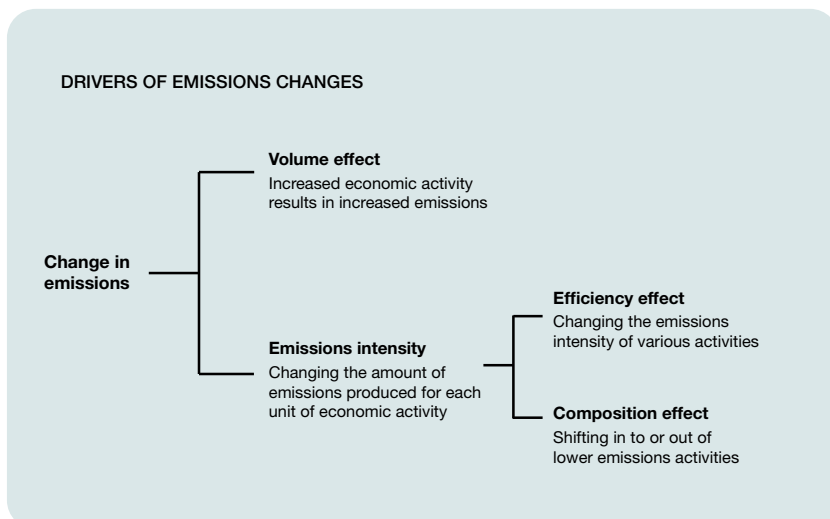 DRIVERS OF EMISSIONS CHANGES
Volume effect
Increased economic activity
results in increased emissions
Change in
emissions
Emissions intensity
Changing the amount of
emissions produced for each
unit of economic activity
Efficiency effect
Changing the emissions
intensity of various activities
Composition effect
Shifting in to or out of
lower emissions activities